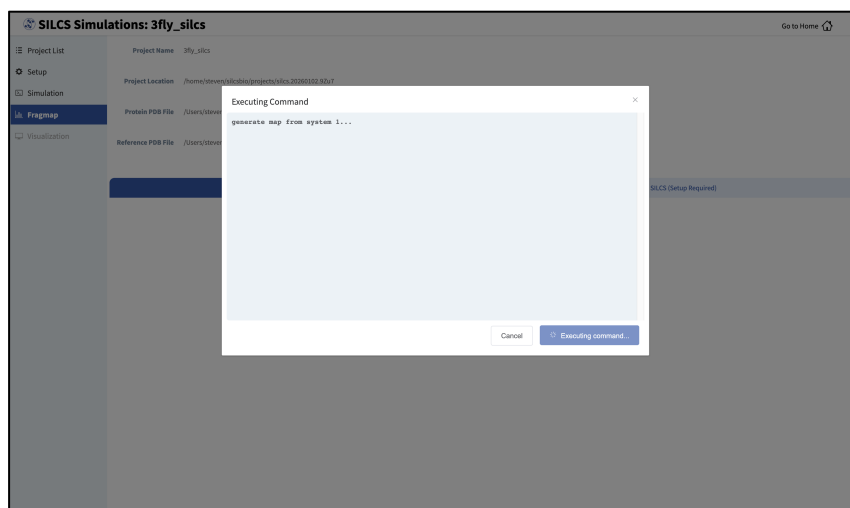 SILCS Simulations: 3fly_silcs
Go to Home
Project List
Setup
Simulation
Fragmap
Visualization
Project Name 3fly_silcs
Project Location /home/steven/silcsbio/projects/silcs.20260102.9Zu7
Protein PDB File /Users/steven
Reference PDB File /Users/steven
SILCS (Setup Required)
Executing Command
generate map from system 1...
Cancel
Executing command...